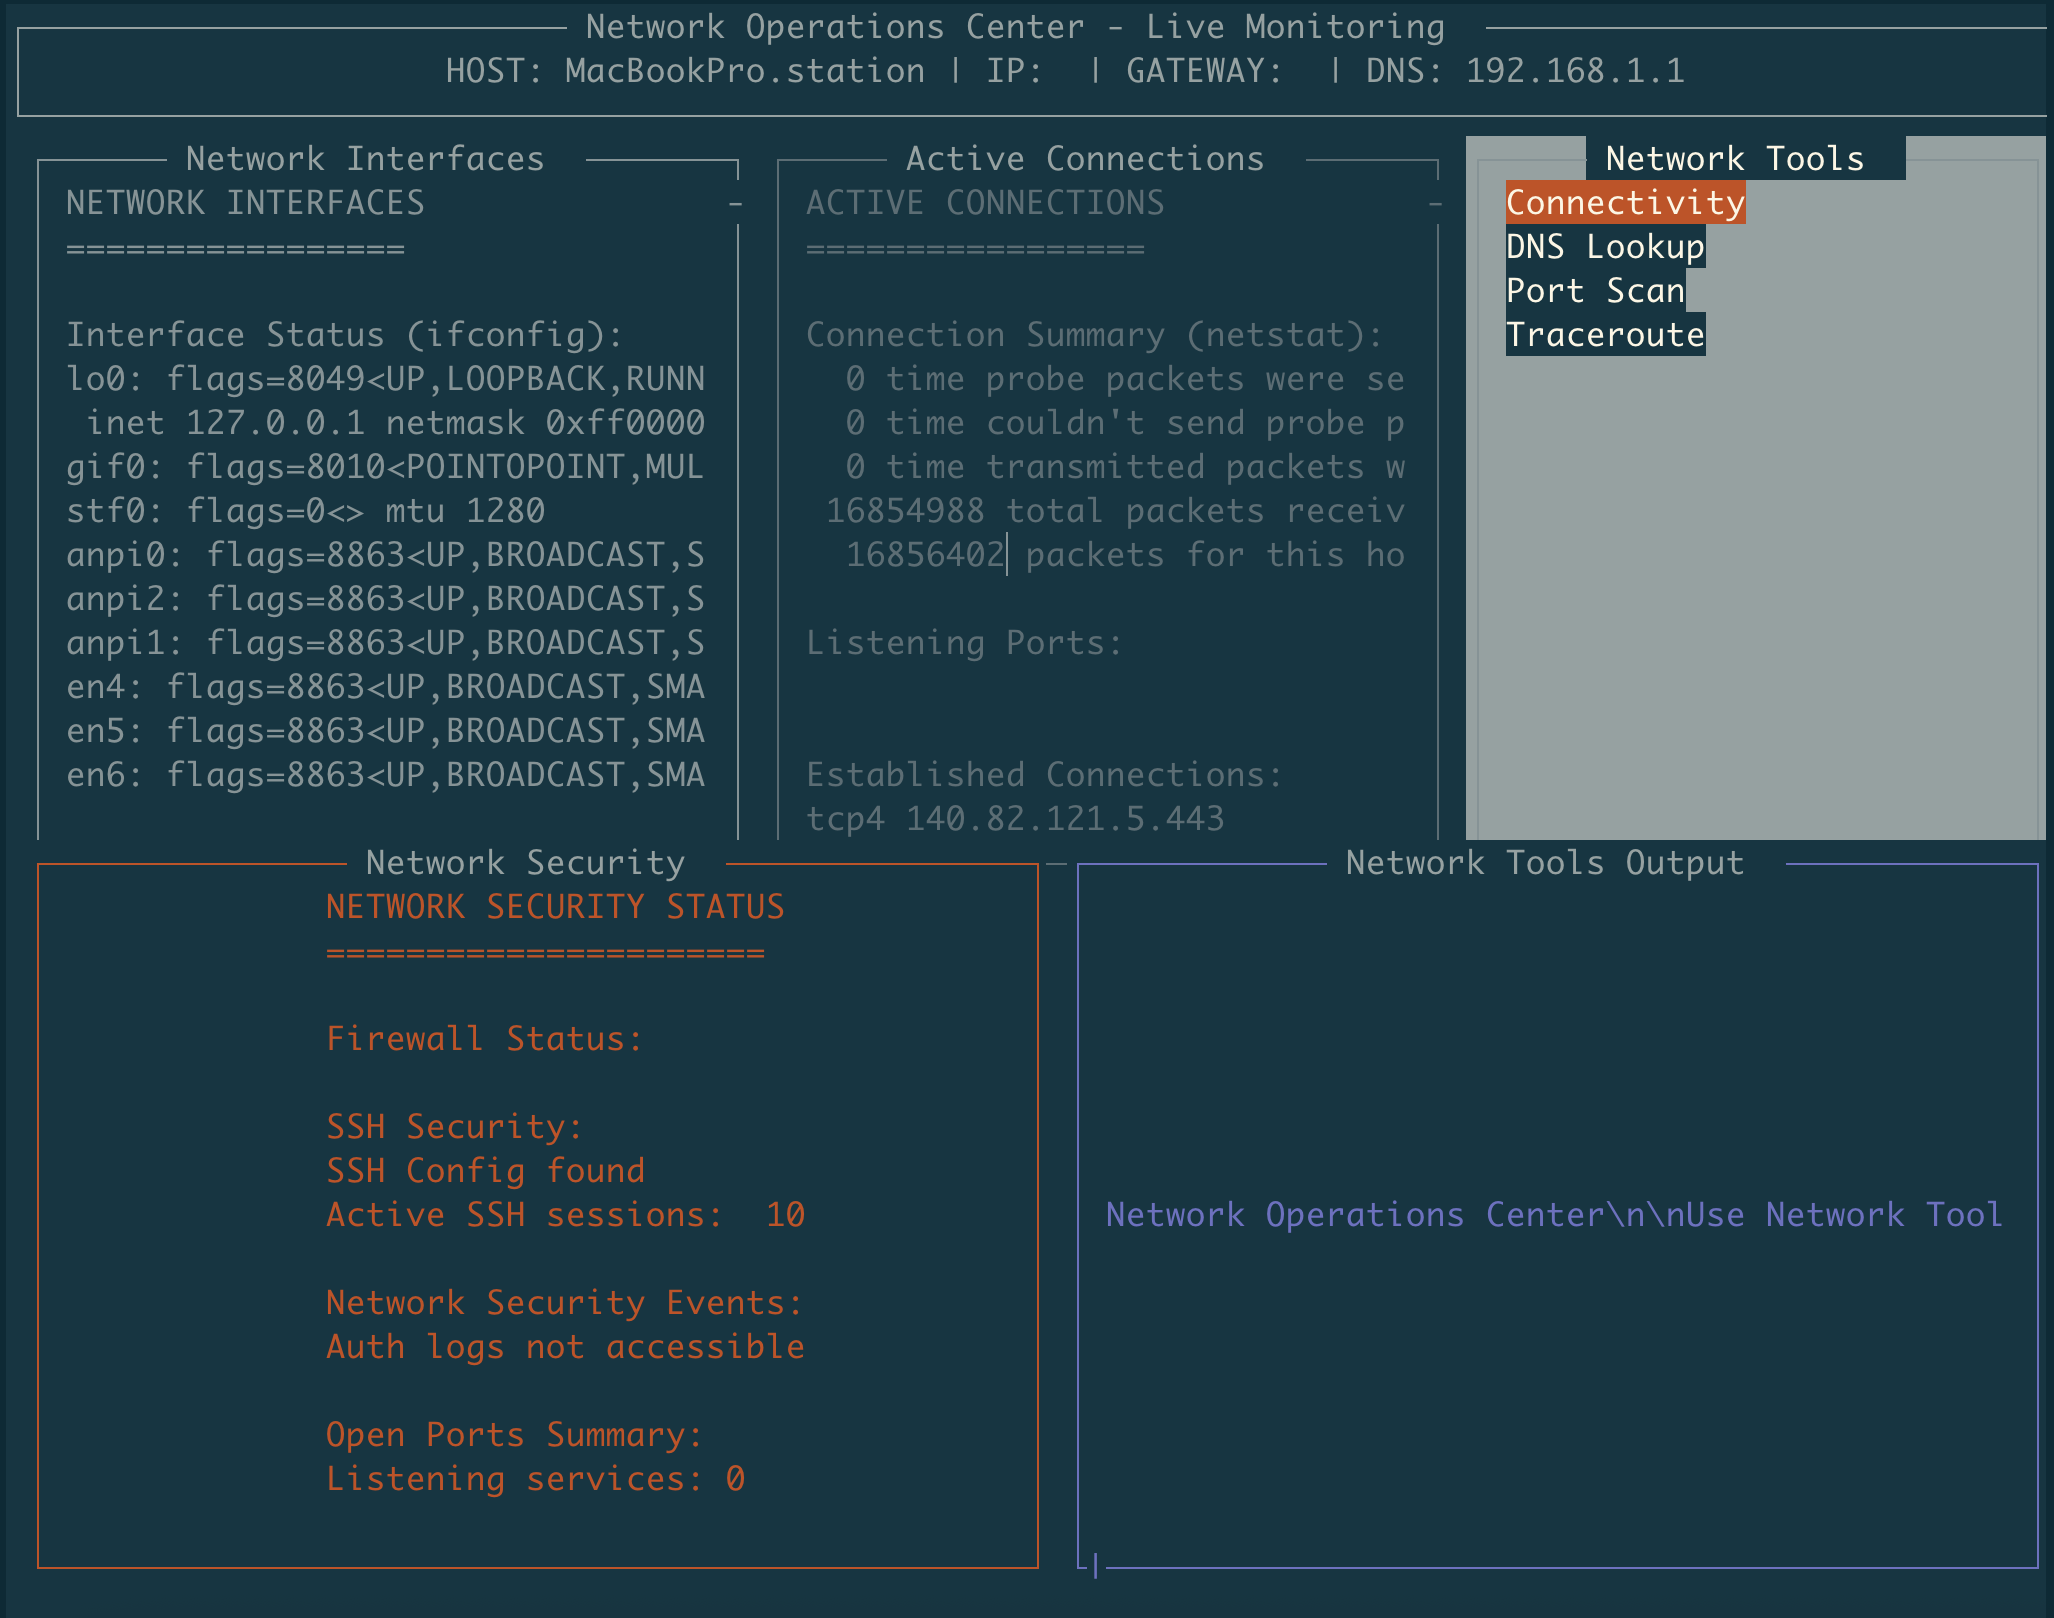 Network Operations Center - Live Monitoring
HOST: MacBookPro.station | IP:  | GATEWAY:  | DNS: 192.168.1.1
Network Interfaces
NETWORK INTERFACES
=================
Interface Status (ifconfig):
lo0: flags=8049<UP,LOOPBACK,RUNN
inet 127.0.0.1 netmask 0xff0000
gif0: flags=8010<POINTOPOINT,MUL
stf0: flags=0<> mtu 1280
anpi0: flags=8863<UP,BROADCAST,S
anpi2: flags=8863<UP,BROADCAST,S
anpi1: flags=8863<UP,BROADCAST,S
en4: flags=8863<UP,BROADCAST,SMA
en5: flags=8863<UP,BROADCAST,SMA
en6: flags=8863<UP,BROADCAST,SMA
Active Connections
ACTIVE CONNECTIONS
=================
Connection Summary (netstat):
0 time probe packets were se
0 time couldn't send probe p
0 time transmitted packets w
16854988 total packets receiv
16856402 packets for this ho
Listening Ports:
Established Connections:
tcp4 140.82.121.5.443
Network Tools
Connectivity
DNS Lookup
Port Scan
Traceroute
Network Security
NETWORK SECURITY STATUS
======================
Firewall Status:
SSH Security:
SSH Config found
Active SSH sessions:  10
Network Security Events:
Auth logs not accessible
Open Ports Summary:
Listening services: 0
Network Tools Output
Network Operations Center\n\nUse Network Tool